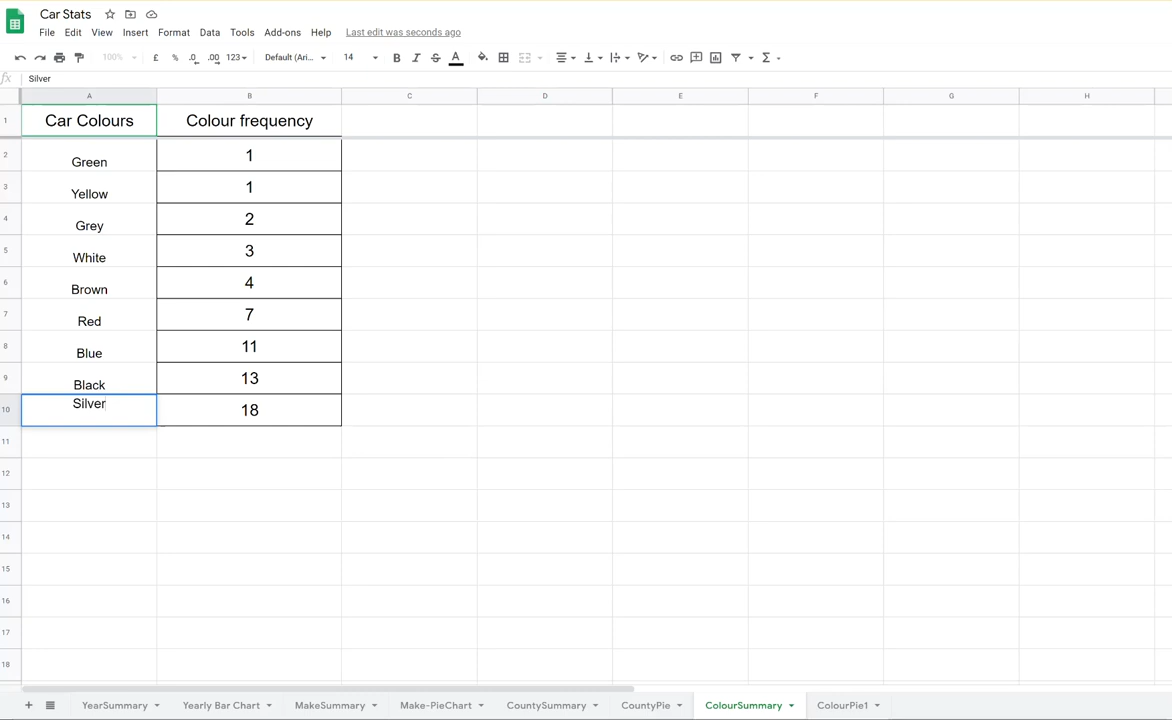 Car Stats
File Edit View Insert Format Data Tools Add-ons Help Last edit was seconds ago
100% £ % .0 .00 123 Default (Ari... 14 B I S A Σ
fx Silver
A B C D E F G H
1 Car Colours Colour frequency
2 Green 1
3 Yellow 1
4 Grey 2
5 White 3
6 Brown 4
7 Red 7
8 Blue 11
9 Black 13
10 Silver 18
11
12
13
14
15
16
17
18
+ YearSummary Yearly Bar Chart MakeSummary Make-PieChart CountySummary CountyPie ColourSummary ColourPie1